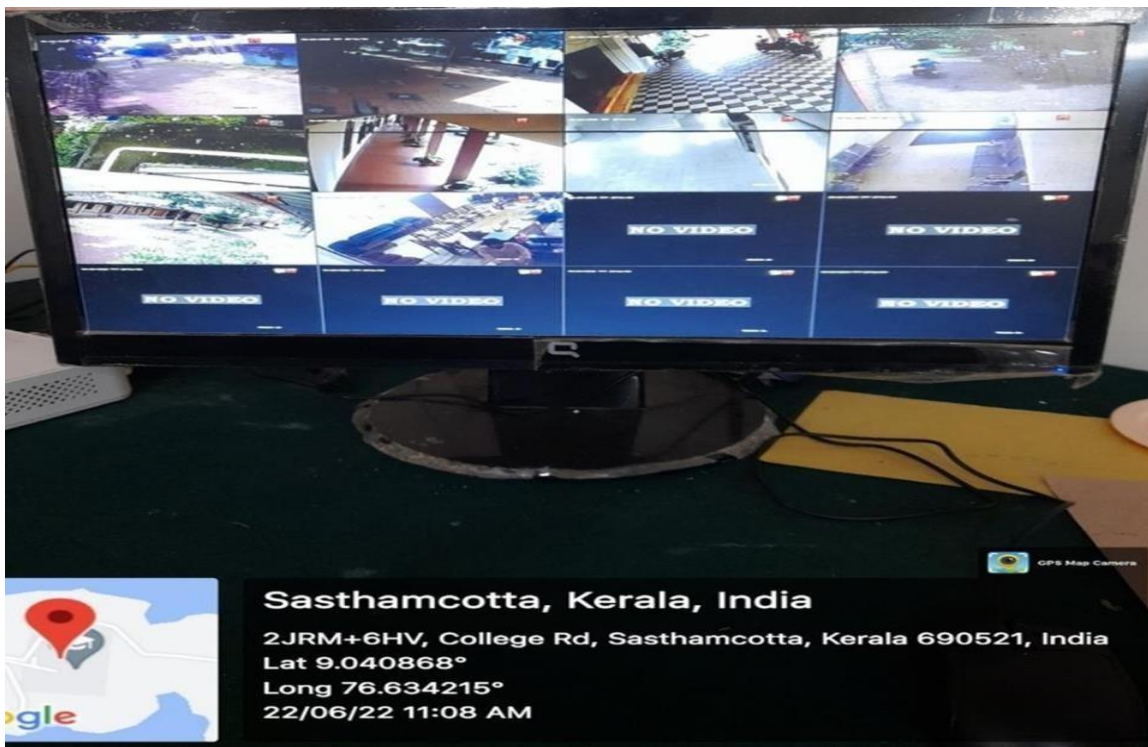 NO VIDEO
NO VIDEO
NO VIDEO
NO VIDEO
NO VIDEO
NO VIDEO
GPS Map Camera
Sasthamcotta, Kerala, India
2JRM+6HV, College Rd, Sasthamcotta, Kerala 690521, India
Lat 9.040868°
Long 76.634215°
22/06/22 11:08 AM
ogle